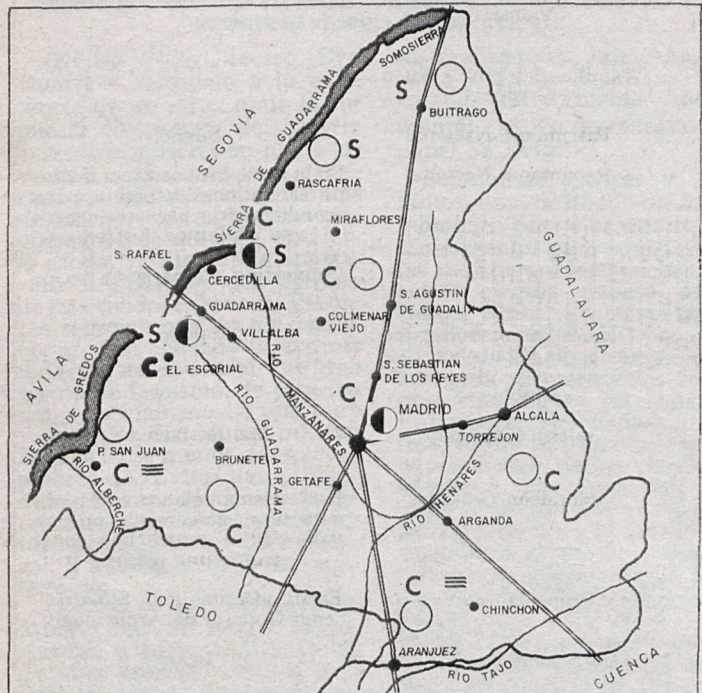 SOMOSIERRA
S
BUITRAGO
SEGOVIA
SIERRA DE GUADARRAMA
S
RASCAFRIA
C
MIRAFLORES
GUADALAJARA
S. RAFAEL
S
CERCEDILLA
C
GUADARRAMA
S. AGUSTIN
DE GUADALIX
COLMENAR
VIEJO
VILLALBA
S
C
EL ESCORIAL
AVILA
SIERRA DE GREDOS
RIO MANZANARES
S. SEBASTIAN
DE LOS REYES
C
MADRID
ALCALA
TORREJON
RIO GUADARRAMA
P. SAN JUAN
C
RIO ALBERCHE
BRUNETE
GETAFE
C
RIO HENARES
ARGANDA
C
C
CHINCHON
TOLEDO
ARANJUEZ
RIO TAJO
CUENCA